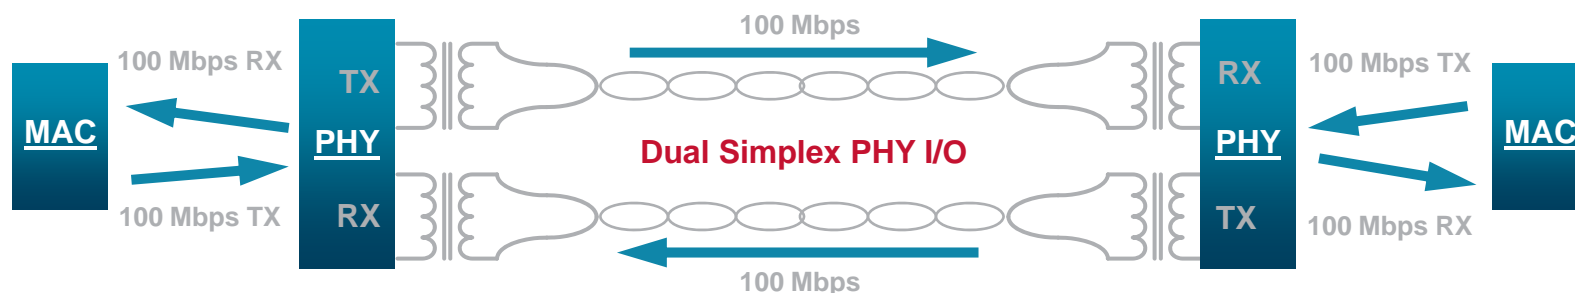 100 Mbps
100 Mbps RX
TX
RX
100 Mbps TX
MAC
PHY
Dual Simplex PHY I/O
PHY
MAC
100 Mbps TX
RX
TX
100 Mbps RX
100 Mbps